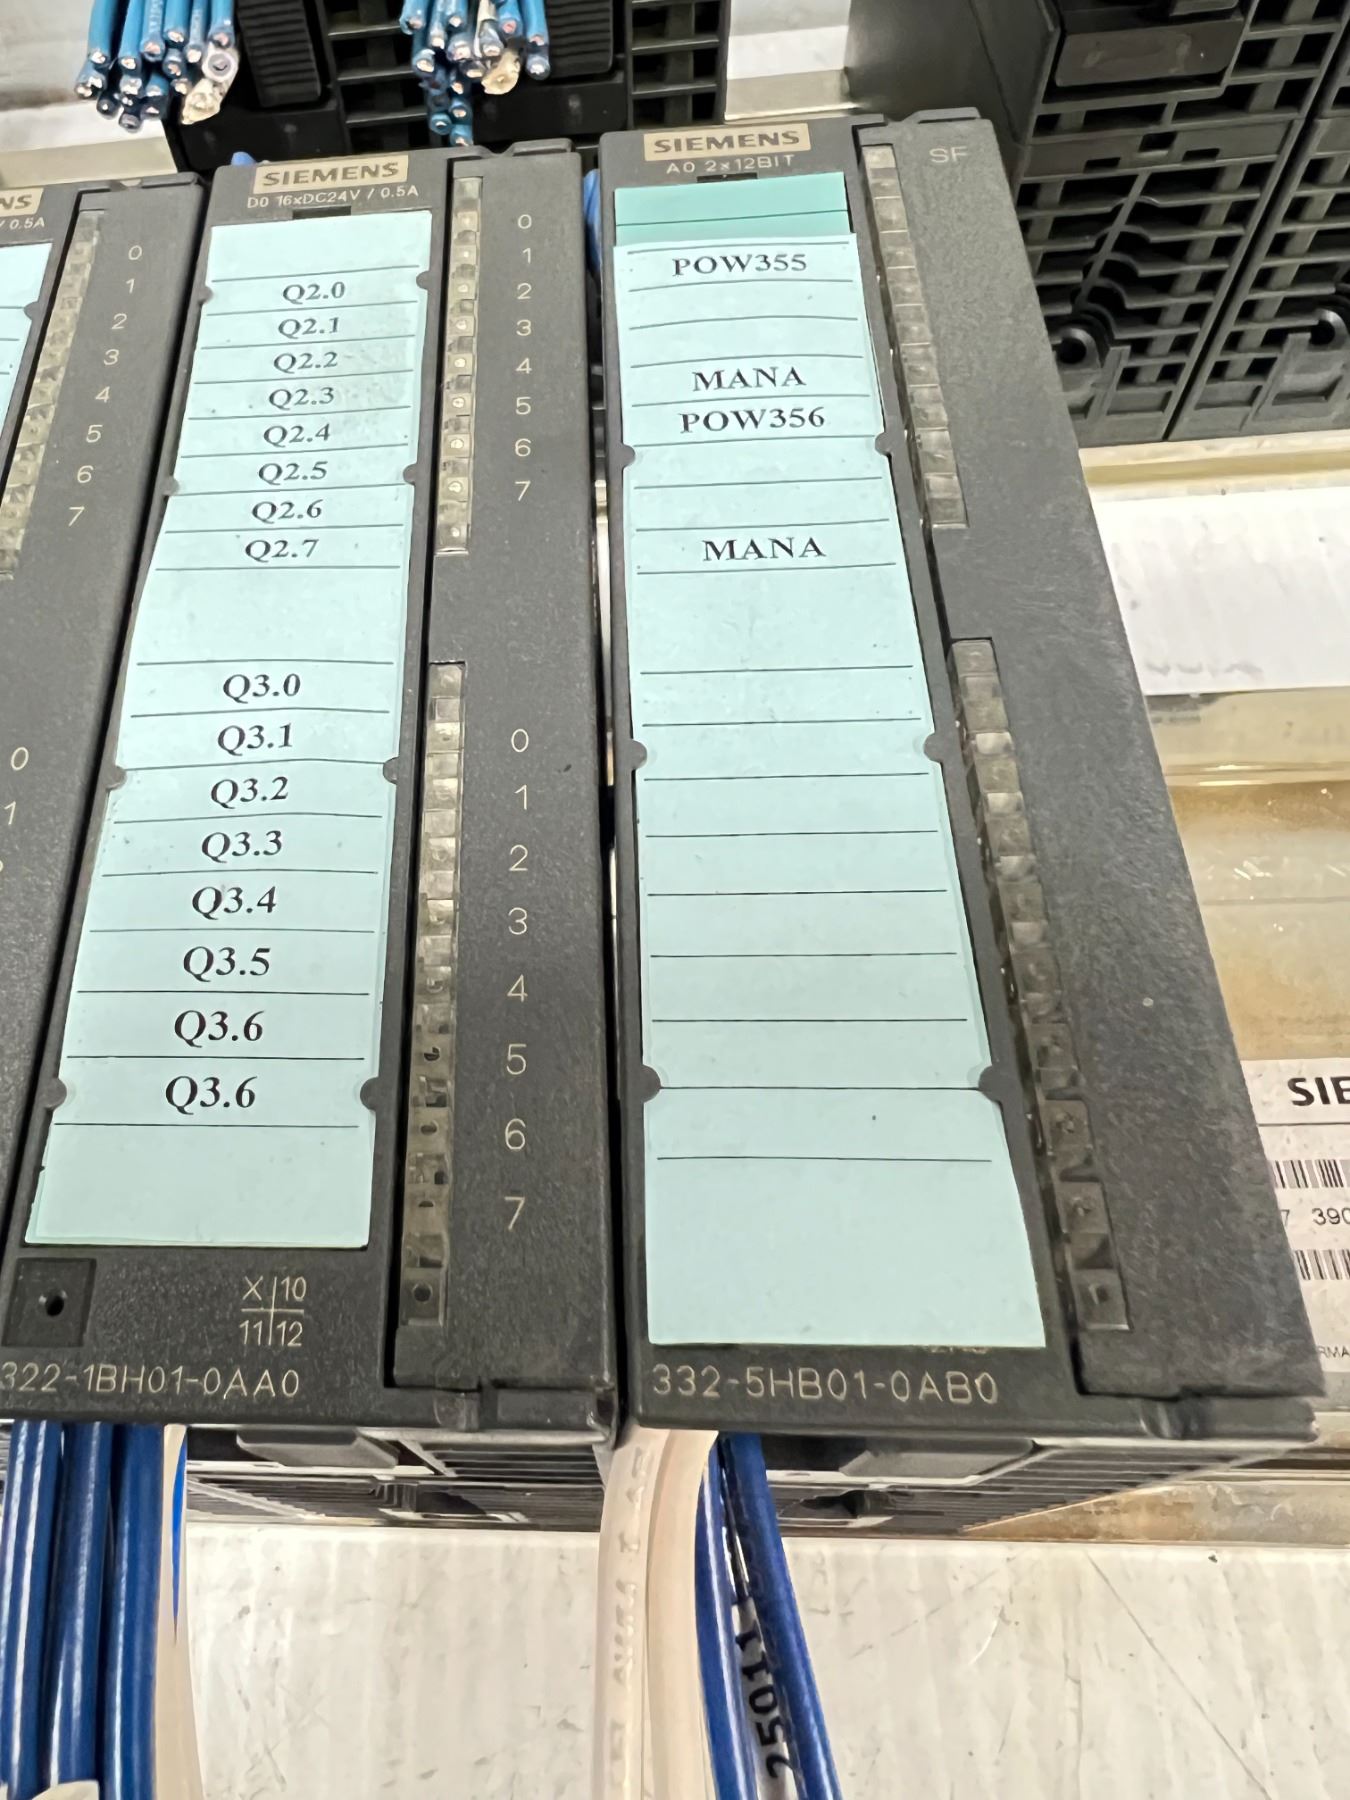 NS
/ 0.5A
0
1
2
3
4
5
6
7
0
1
SIEMENS
DO 16xDC24V / 0.5A
Q2.0
Q2.1
Q2.2
Q2.3
Q2.4
Q2.5
Q2.6
Q2.7
Q3.0
Q3.1
Q3.2
Q3.3
Q3.4
Q3.5
Q3.6
Q3.6
0
1
2
3
4
5
6
7
0
1
2
3
4
5
6
7
X 10
11 12
322-1BH01-0AA0
SIEMENS
AO 2x12BIT
SF
POW355
MANA
POW356
MANA
332-5HB01-0AB0
SIE
7 390
RMA
25011